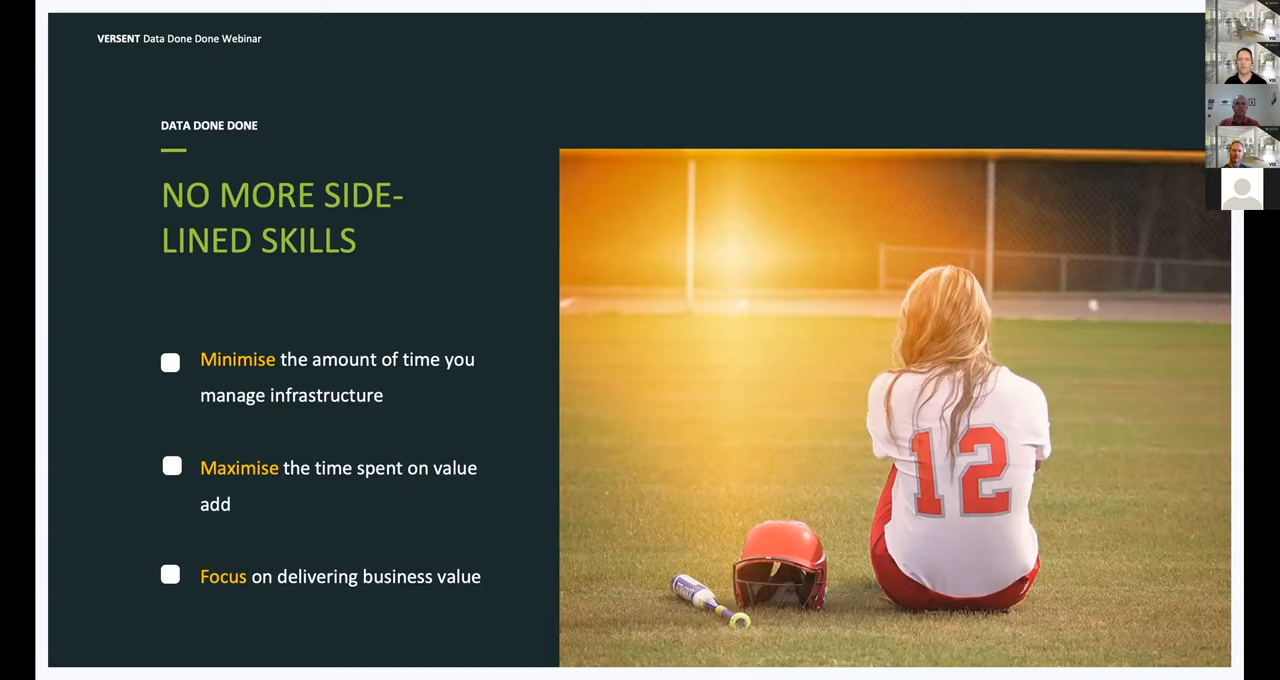 VERSENT Data Done Done Webinar
DATA DONE DONE
NO MORE SIDE-
LINED SKILLS
Minimise the amount of time you
manage infrastructure
Maximise the time spent on value
add
Focus on delivering business value
12